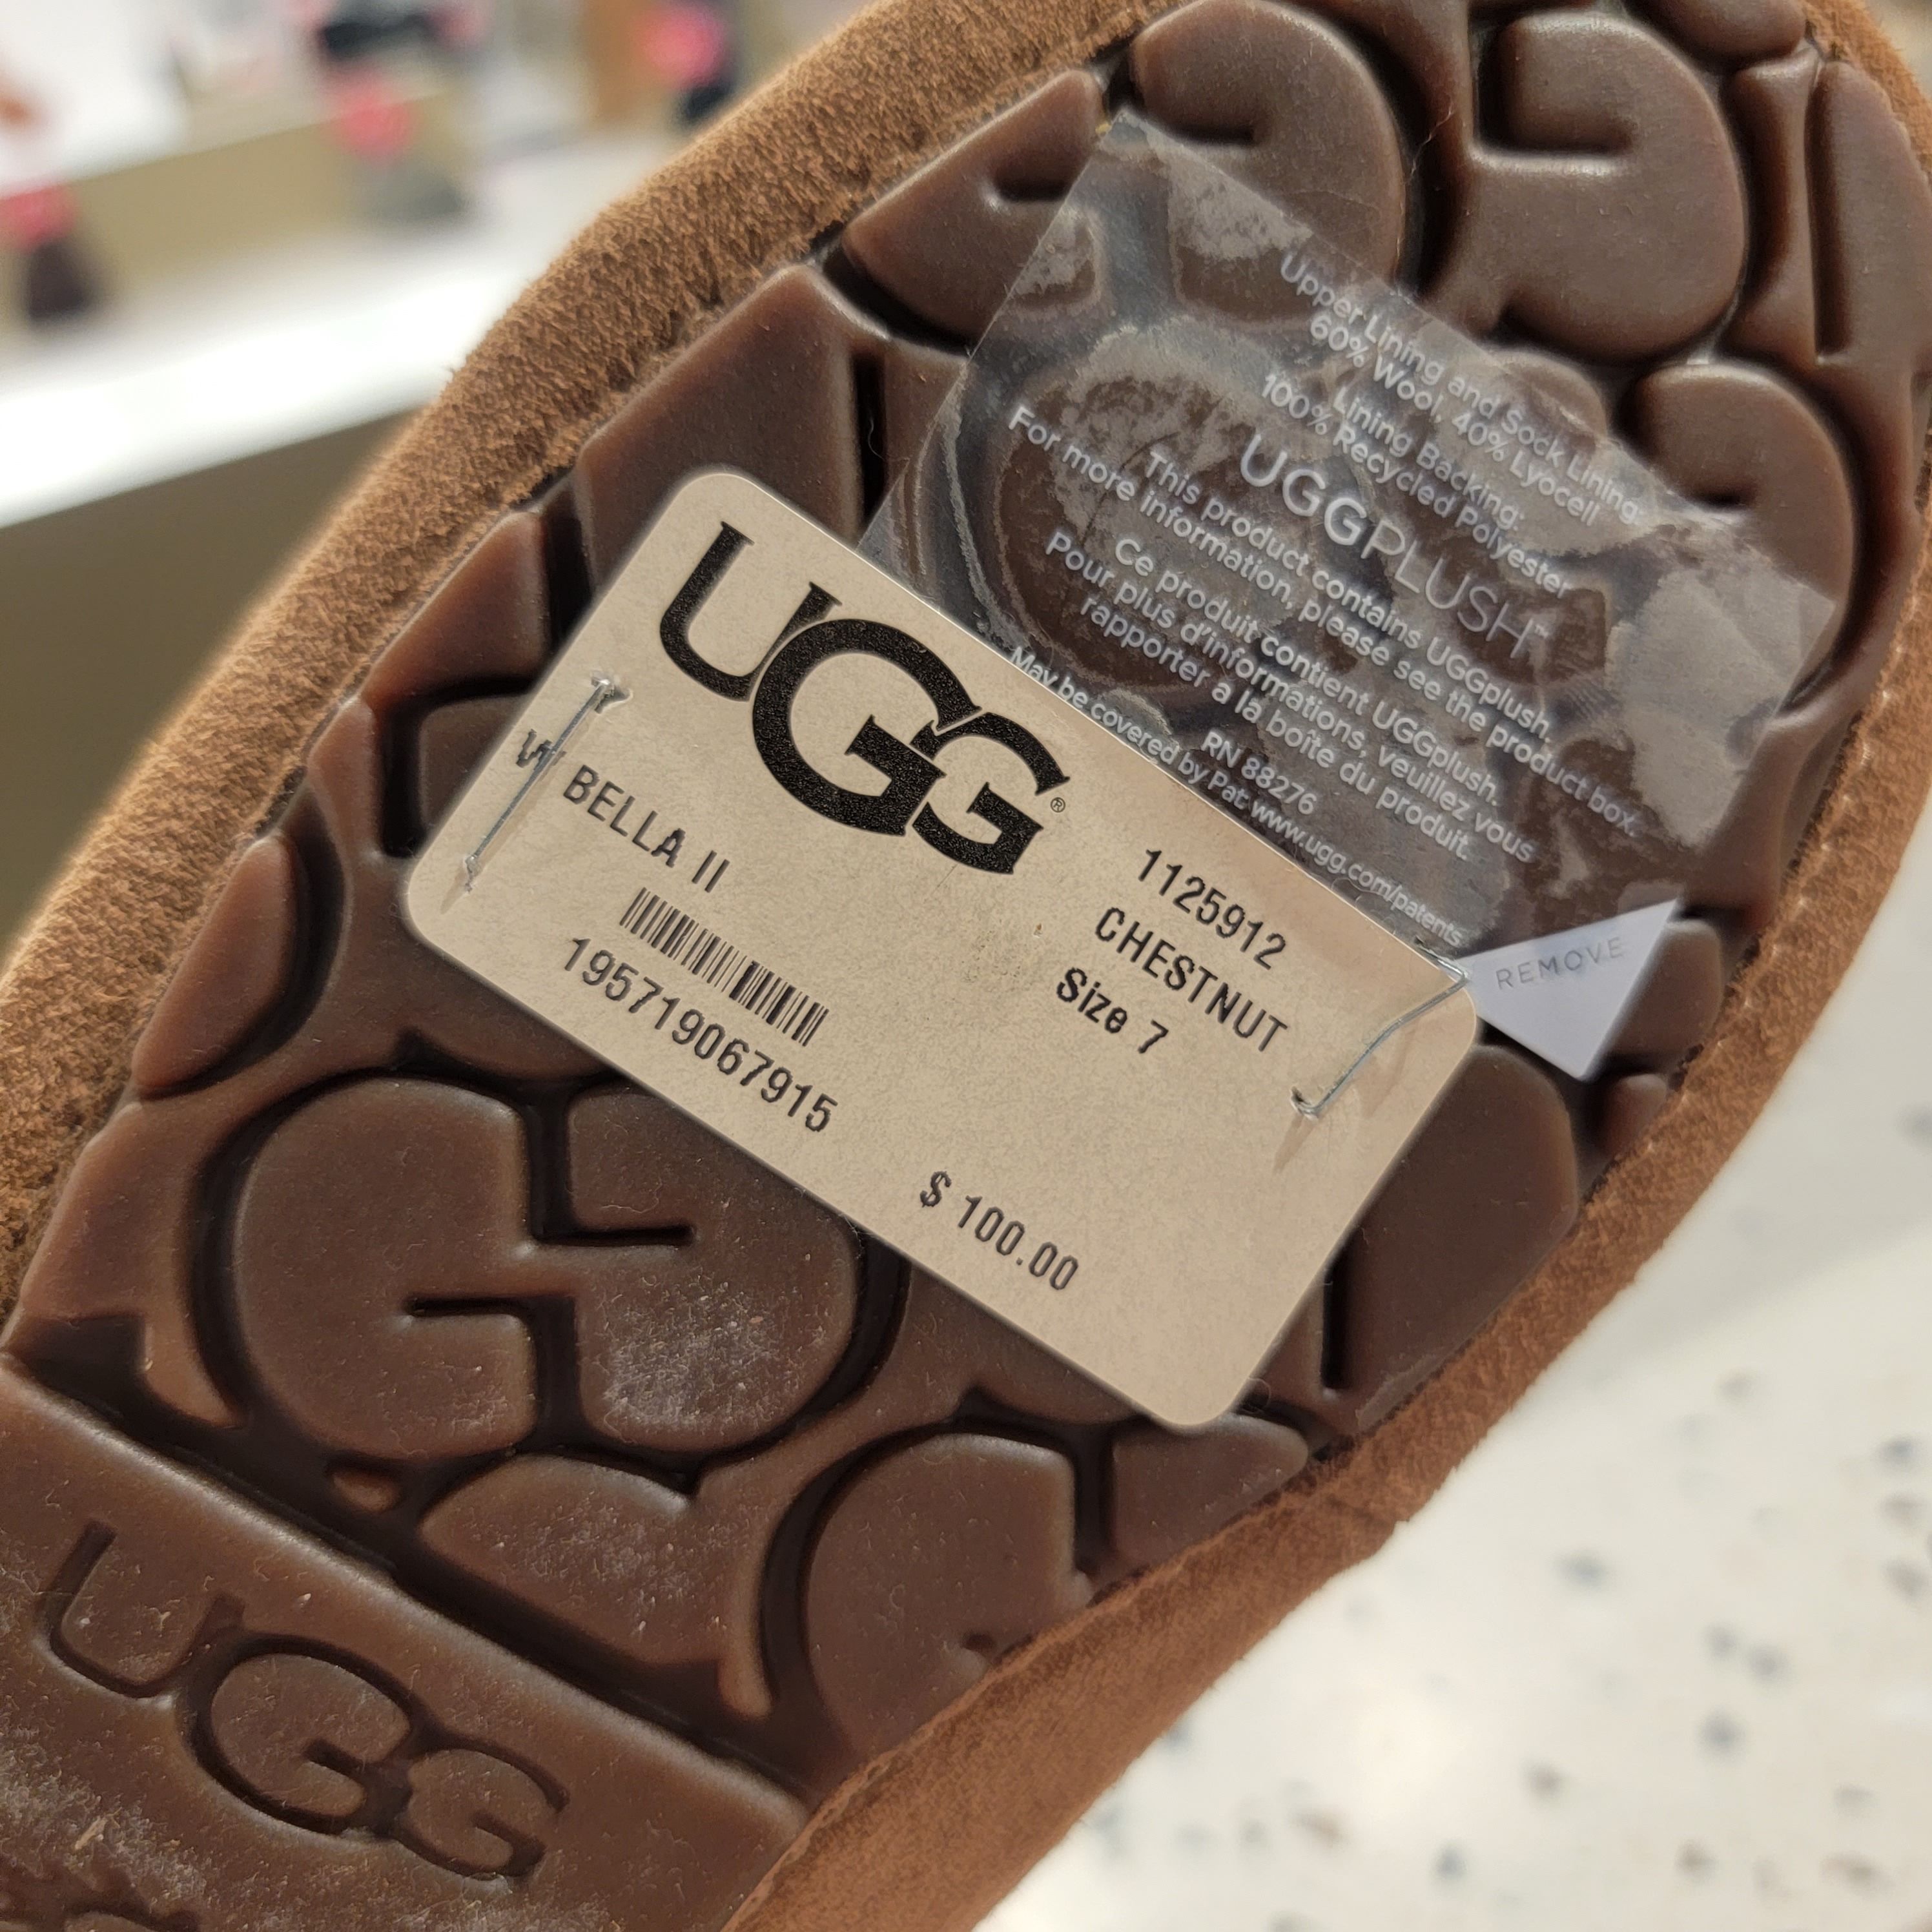 Upper Lining and Sock Lining:
60% Wool, 40% Lyocell
Lining Backing:
100% Recycled Polyester
UGGPLUSH™
This product contains UGGplush.
For more information, please see the product box.
Ce produit contient UGGplush.
Pour plus d'informations, veuillez vous
rapporter a la boîte du produit.
RN 88276
May be covered by Pat: www.ugg.com/patents
REMOVE
UGG®
W BELLA II
195719067915
1125912
CHESTNUT
Size 7
$ 100.00
UGG